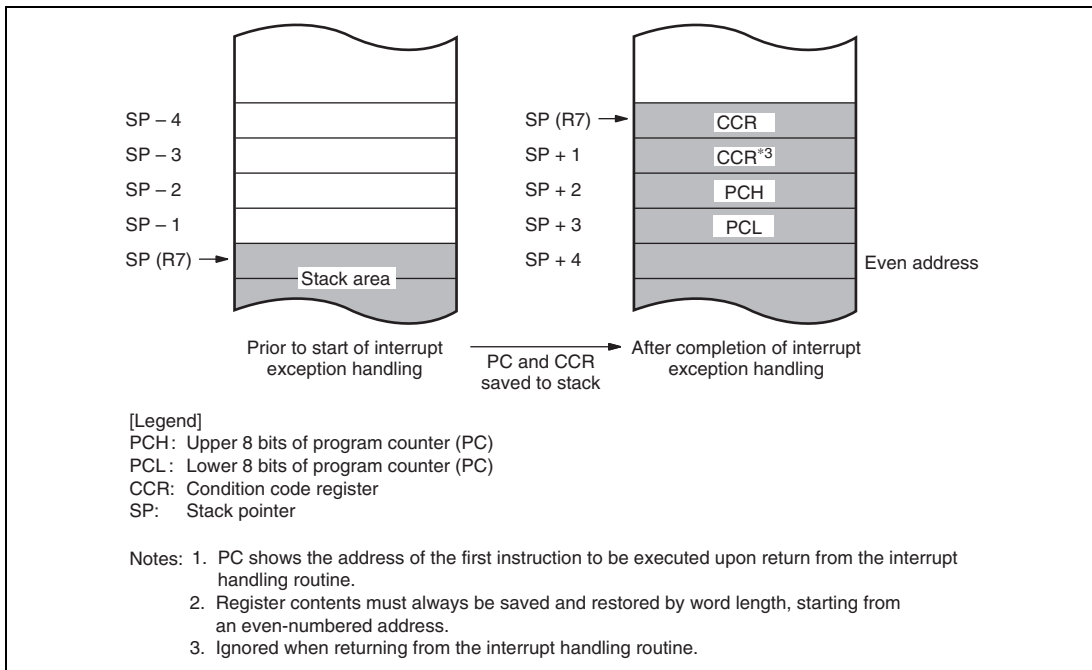 SP – 4
SP – 3
SP – 2
SP – 1
SP (R7)
Stack area
SP (R7)
SP + 1
SP + 2
SP + 3
SP + 4
CCR
CCR*3
PCH
PCL
Even address
Prior to start of interrupt
exception handling
PC and CCR
saved to stack
After completion of interrupt
exception handling
[Legend]
PCH: Upper 8 bits of program counter (PC)
PCL: Lower 8 bits of program counter (PC)
CCR: Condition code register
SP: Stack pointer
Notes: 1. PC shows the address of the first instruction to be executed upon return from the interrupt
handling routine.
2. Register contents must always be saved and restored by word length, starting from
an even-numbered address.
3. Ignored when returning from the interrupt handling routine.